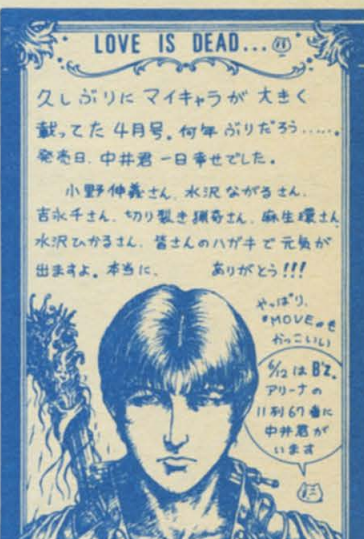 LOVE IS DEAD...
久しぶりに マイキャラが 大きく
載ってた 4月号。何年ぶりだろう.....。
発売日、中井君 一日 幸せでした。
小野伸義さん、水沢ながるさん、
吉永千さん、切り裂き猟奇さん、麻生環さん
水沢ひかるさん、皆さんのハガキで元気が
出ますよ。本当に、 ありがとう!!!
やっぱり、
"MOVE"も
かっこいい
6/12は B'z。
アリーナの
11列67番に
中井君が
います